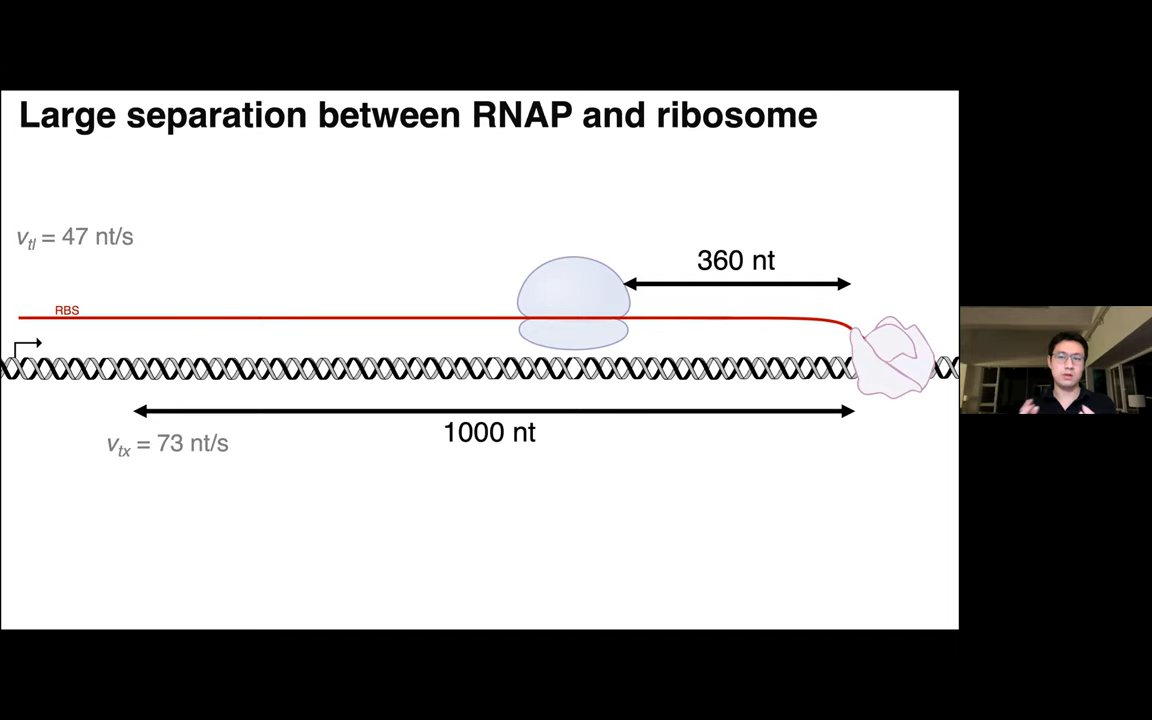 Large separation between RNAP and ribosome
v_tl = 47 nt/s
360 nt
RBS
1000 nt
v_tx = 73 nt/s